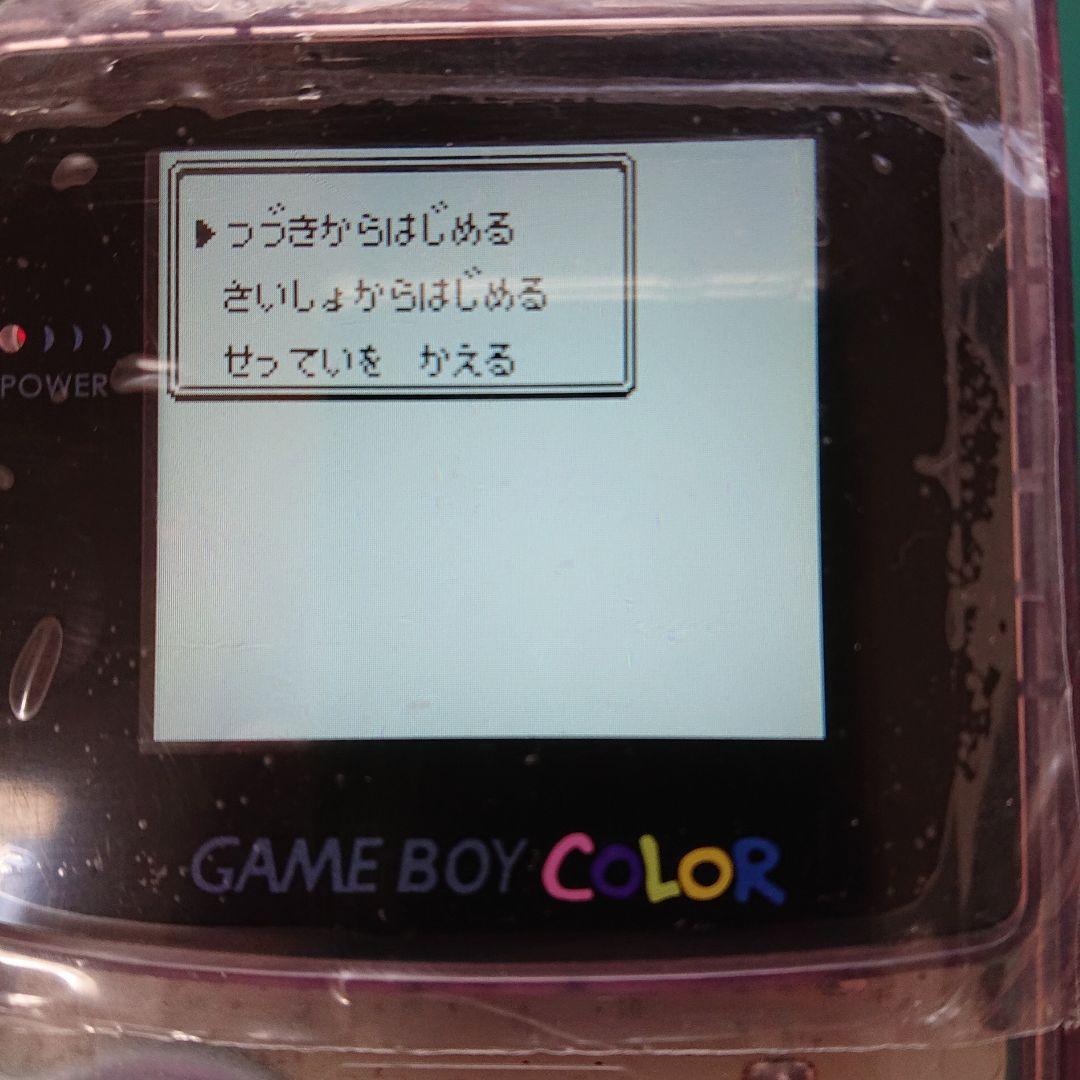 ▶つづきからはじめる
さいしょからはじめる
せっていを　かえる
POWER
GAME BOY COLOR